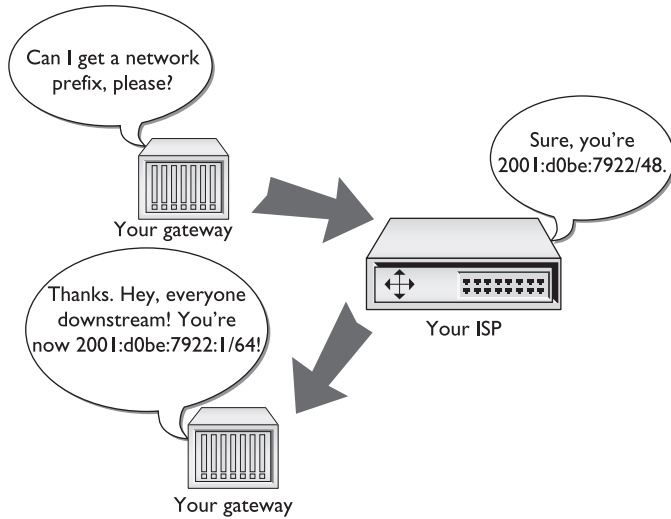 Can I get a network
prefix, please?
Your gateway
Sure, you're
2001:d0be:7922/48.
Your ISP
Thanks. Hey, everyone
downstream! You're
now 2001:d0be:7922:1/64!
Your gateway